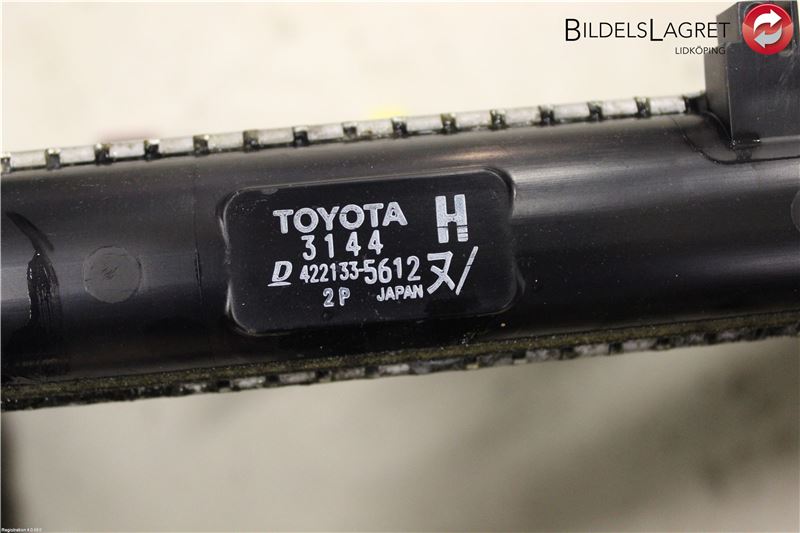 BILDELSLAGRET
LIDKÖPING
TOYOTA H
3144
D 422133-5612 ヌ/
2P JAPAN